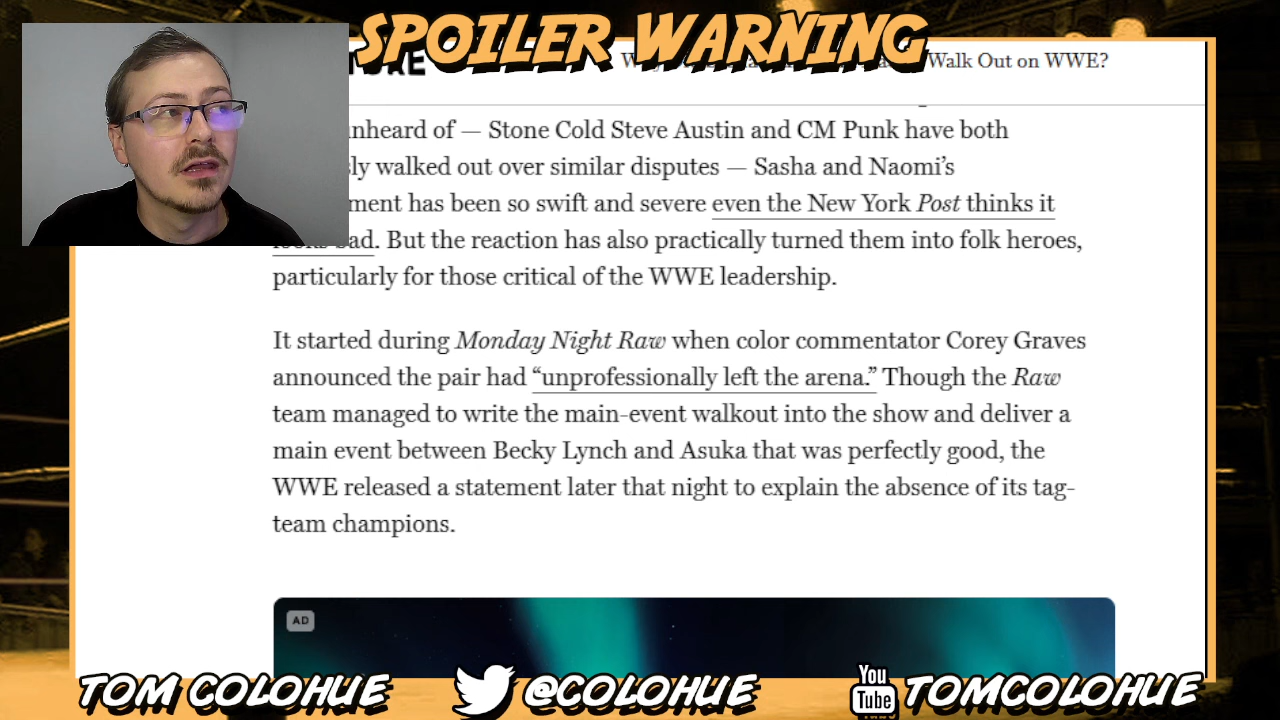 SPOILER WARNING
Walk Out on WWE?
nheard of — Stone Cold Steve Austin and CM Punk have both
sly walked out over similar disputes — Sasha and Naomi’s
ment has been so swift and severe even the New York Post thinks it
bad. But the reaction has also practically turned them into folk heroes,
particularly for those critical of the WWE leadership.
It started during Monday Night Raw when color commentator Corey Graves
announced the pair had “unprofessionally left the arena.” Though the Raw
team managed to write the main-event walkout into the show and deliver a
main event between Becky Lynch and Asuka that was perfectly good, the
WWE released a statement later that night to explain the absence of its tag-
team champions.
AD
TOM COLOHUE
@COLOHUE
You
Tube
TOMCOLOHUE